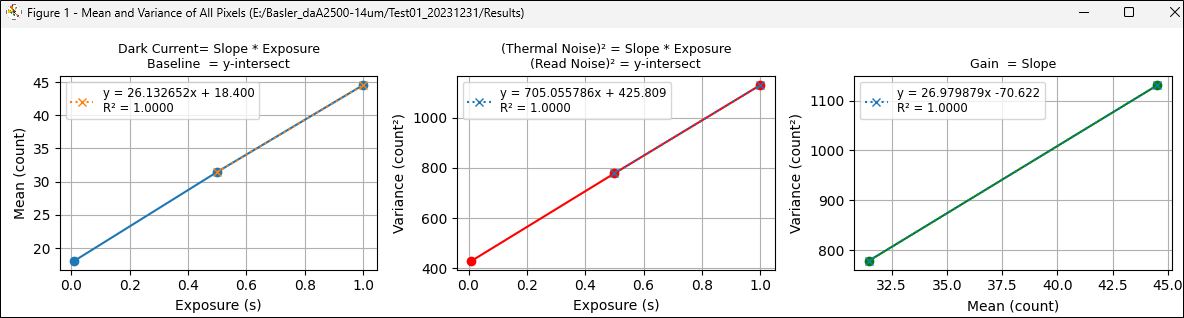 Figure 1 - Mean and Variance of All Pixels (E:/Basler_daA2500-14um/Test01_20231231/Results)
Dark Current= Slope * Exposure
Baseline  = y-intersect
y = 26.132652x + 18.400
R² = 1.0000
45
40
35
30
25
20
Mean (count)
0.0 0.2 0.4 0.6 0.8 1.0
Exposure (s)
(Thermal Noise)² = Slope * Exposure
(Read Noise)² = y-intersect
y = 705.055786x + 425.809
R² = 1.0000
1000
800
600
400
Variance (count²)
0.0 0.2 0.4 0.6 0.8 1.0
Exposure (s)
Gain  = Slope
y = 26.979879x -70.622
R² = 1.0000
1100
1000
900
800
Variance (count²)
32.5 35.0 37.5 40.0 42.5 45.0
Mean (count)